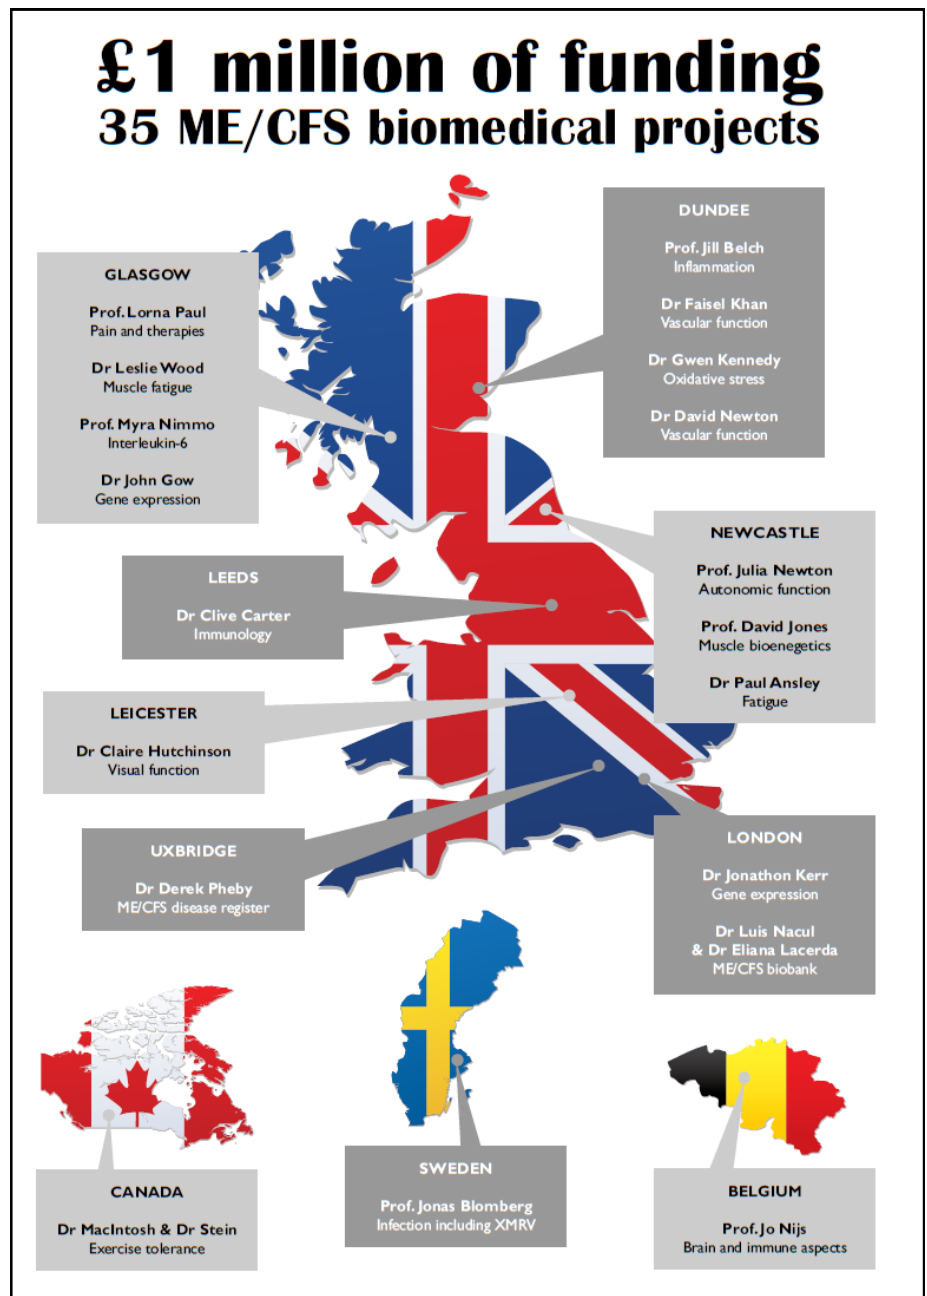 £1 million of funding
35 ME/CFS biomedical projects
DUNDEE
Prof. Jill Belch
Inflammation
Dr Faisel Khan
Vascular function
Dr Gwen Kennedy
Oxidative stress
Dr David Newton
Vascular function
GLASGOW
Prof. Lorna Paul
Pain and therapies
Dr Leslie Wood
Muscle fatigue
Prof. Myra Nimmo
Interleukin-6
Dr John Gow
Gene expression
NEWCASTLE
Prof. Julia Newton
Autonomic function
Prof. David Jones
Muscle bioenegetics
Dr Paul Ansley
Fatigue
LEEDS
Dr Clive Carter
Immunology
LEICESTER
Dr Claire Hutchinson
Visual function
UXBRIDGE
Dr Derek Pheby
ME/CFS disease register
LONDON
Dr Jonathon Kerr
Gene expression
Dr Luis Nacul
& Dr Eliana Lacerda
ME/CFS biobank
CANADA
Dr MacIntosh & Dr Stein
Exercise tolerance
SWEDEN
Prof. Jonas Blomberg
Infection including XMRV
BELGIUM
Prof. Jo Nijs
Brain and immune aspects